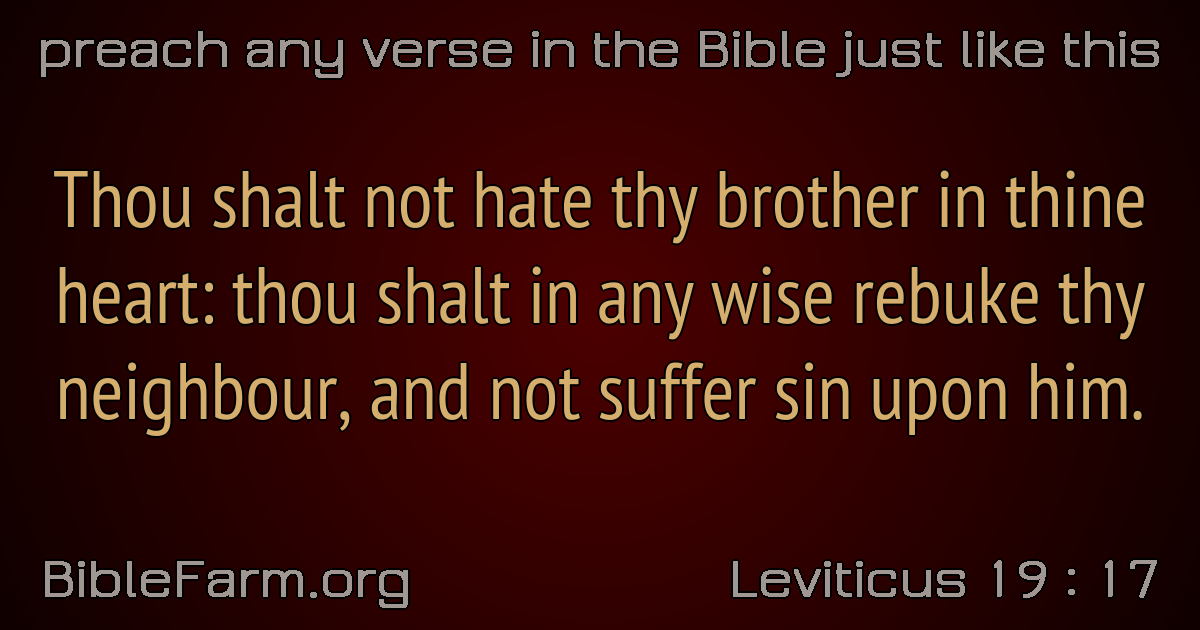 preach any verse in the Bible just like this
Thou shalt not hate thy brother in thine
heart: thou shalt in any wise rebuke thy
neighbour, and not suffer sin upon him.
BibleFarm.org
Leviticus 19 : 17